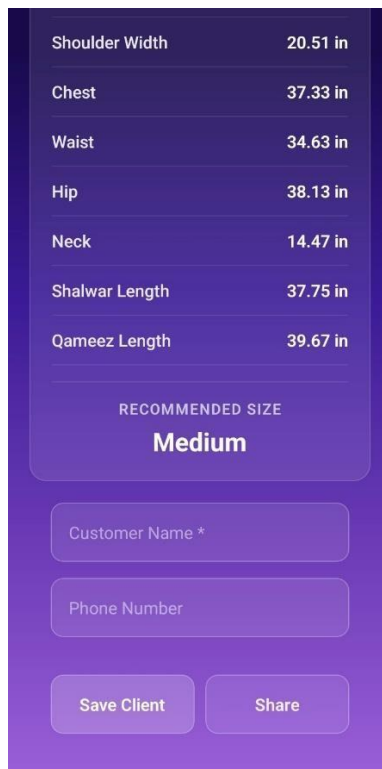 Shoulder Width 20.51 in
Chest 37.33 in
Waist 34.63 in
Hip 38.13 in
Neck 14.47 in
Shalwar Length 37.75 in
Qameez Length 39.67 in
RECOMMENDED SIZE
Medium
Customer Name *
Phone Number
Save Client Share